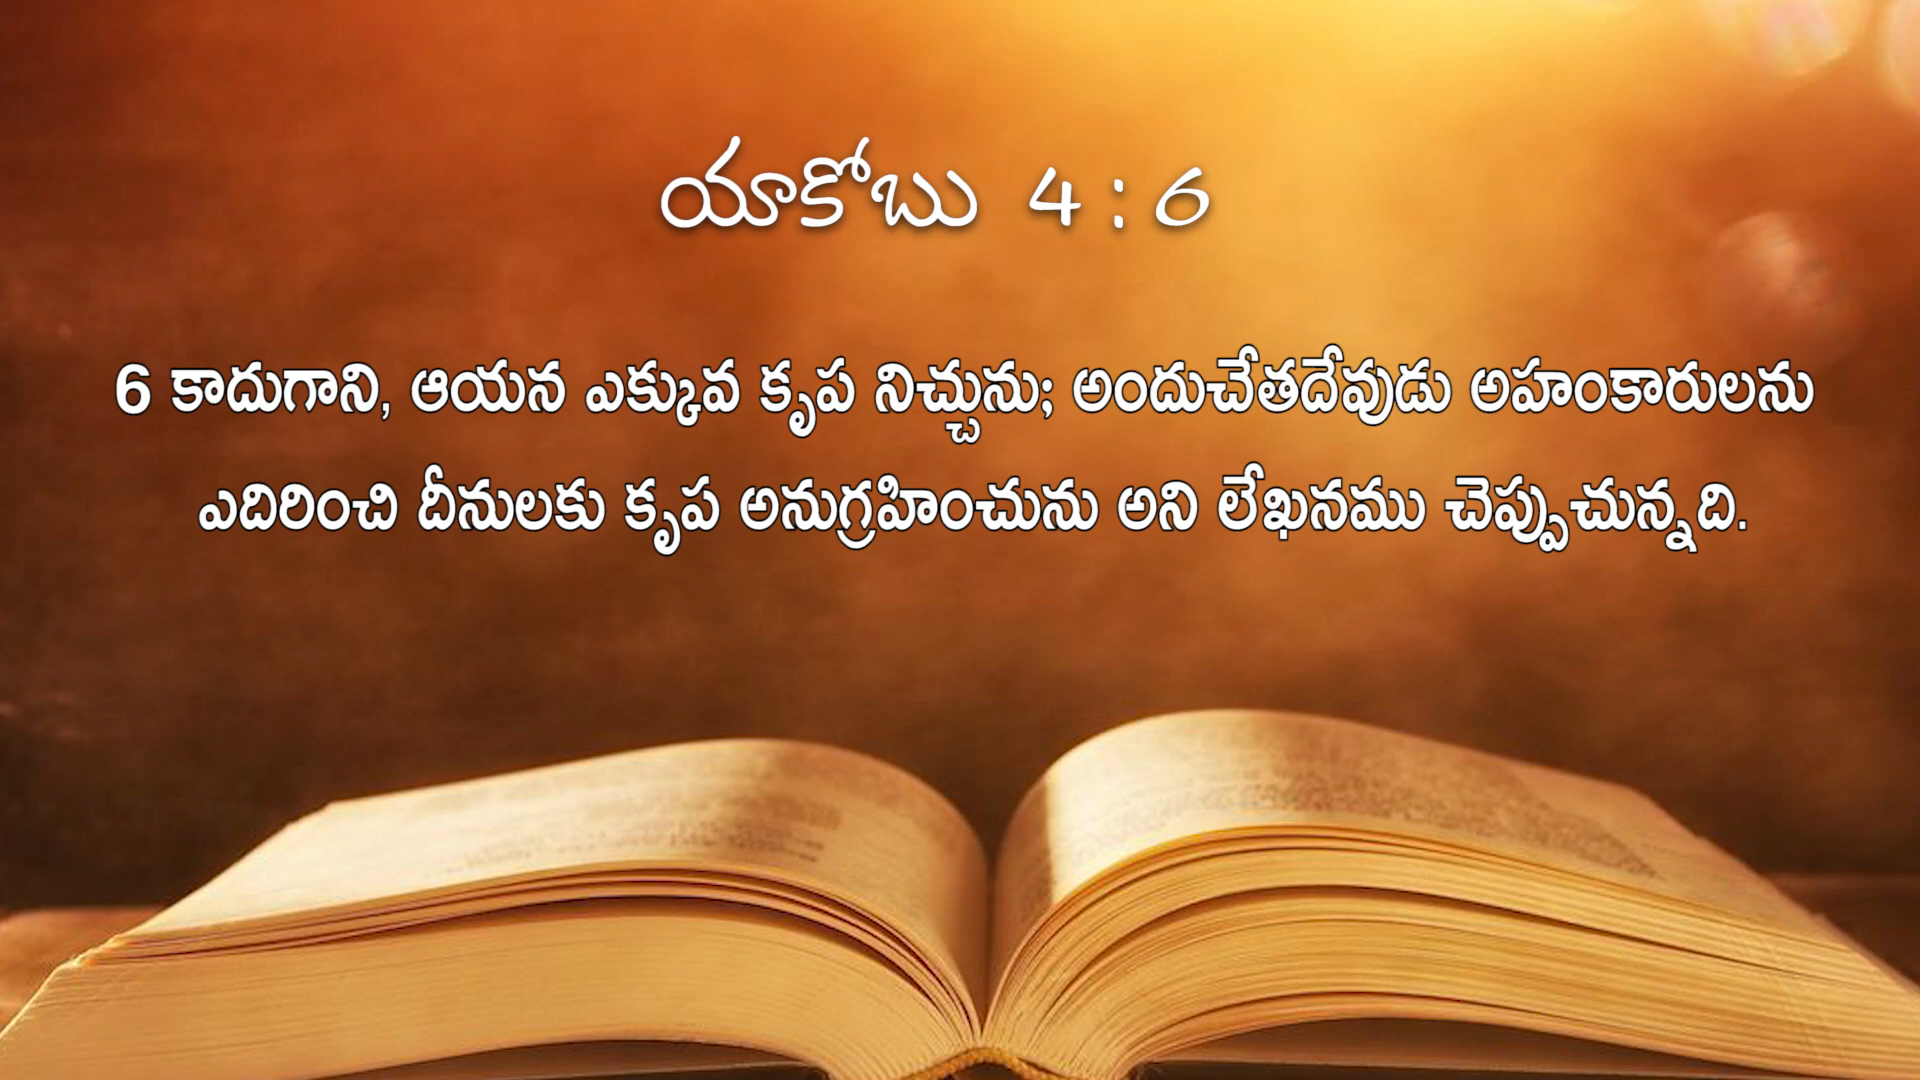 యాకోబు 4 : 6
6 కాదుగాని, ఆయన ఎక్కువ కృప నిచ్చును; అందుచేతదేవుడు అహంకారులను
ఎదిరించి దీనులకు కృప అనుగ్రహించును అని లేఖనము చెప్పుచున్నది.